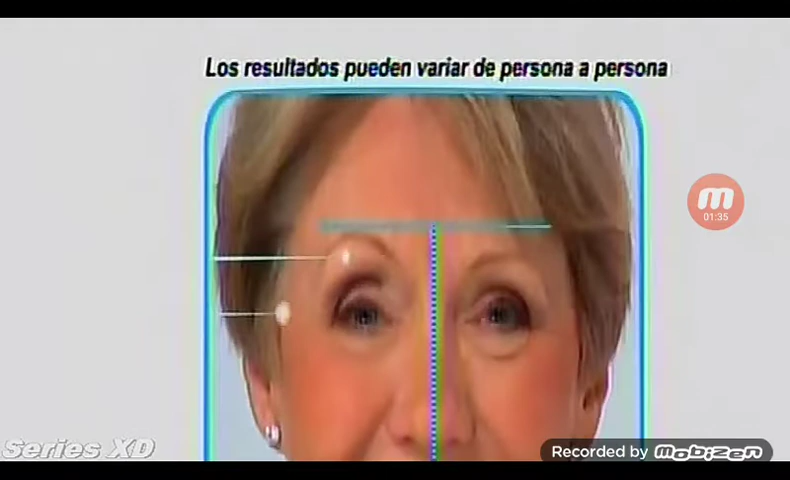 Los resultados pueden variar de persona a persona
01:35
Series XD
Recorded by mobizen